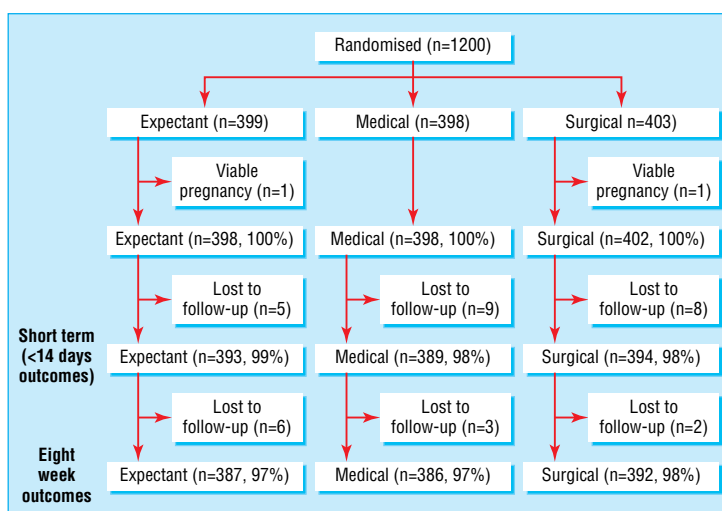 Randomised (n=1200)
Expectant (n=399)
Medical (n=398)
Surgical n=403)
Viable
pregnancy (n=1)
Viable
pregnancy (n=1)
Expectant (n=398, 100%)
Medical (n=398, 100%)
Surgical (n=402, 100%)
Lost to
follow-up (n=5)
Lost to
follow-up (n=9)
Lost to
follow-up (n=8)
Short term
(<14 days
outcomes)
Expectant (n=393, 99%)
Medical (n=389, 98%)
Surgical (n=394, 98%)
Lost to
follow-up (n=6)
Lost to
follow-up (n=3)
Lost to
follow-up (n=2)
Eight
week
outcomes
Expectant (n=387, 97%)
Medical (n=386, 97%)
Surgical (n=392, 98%)